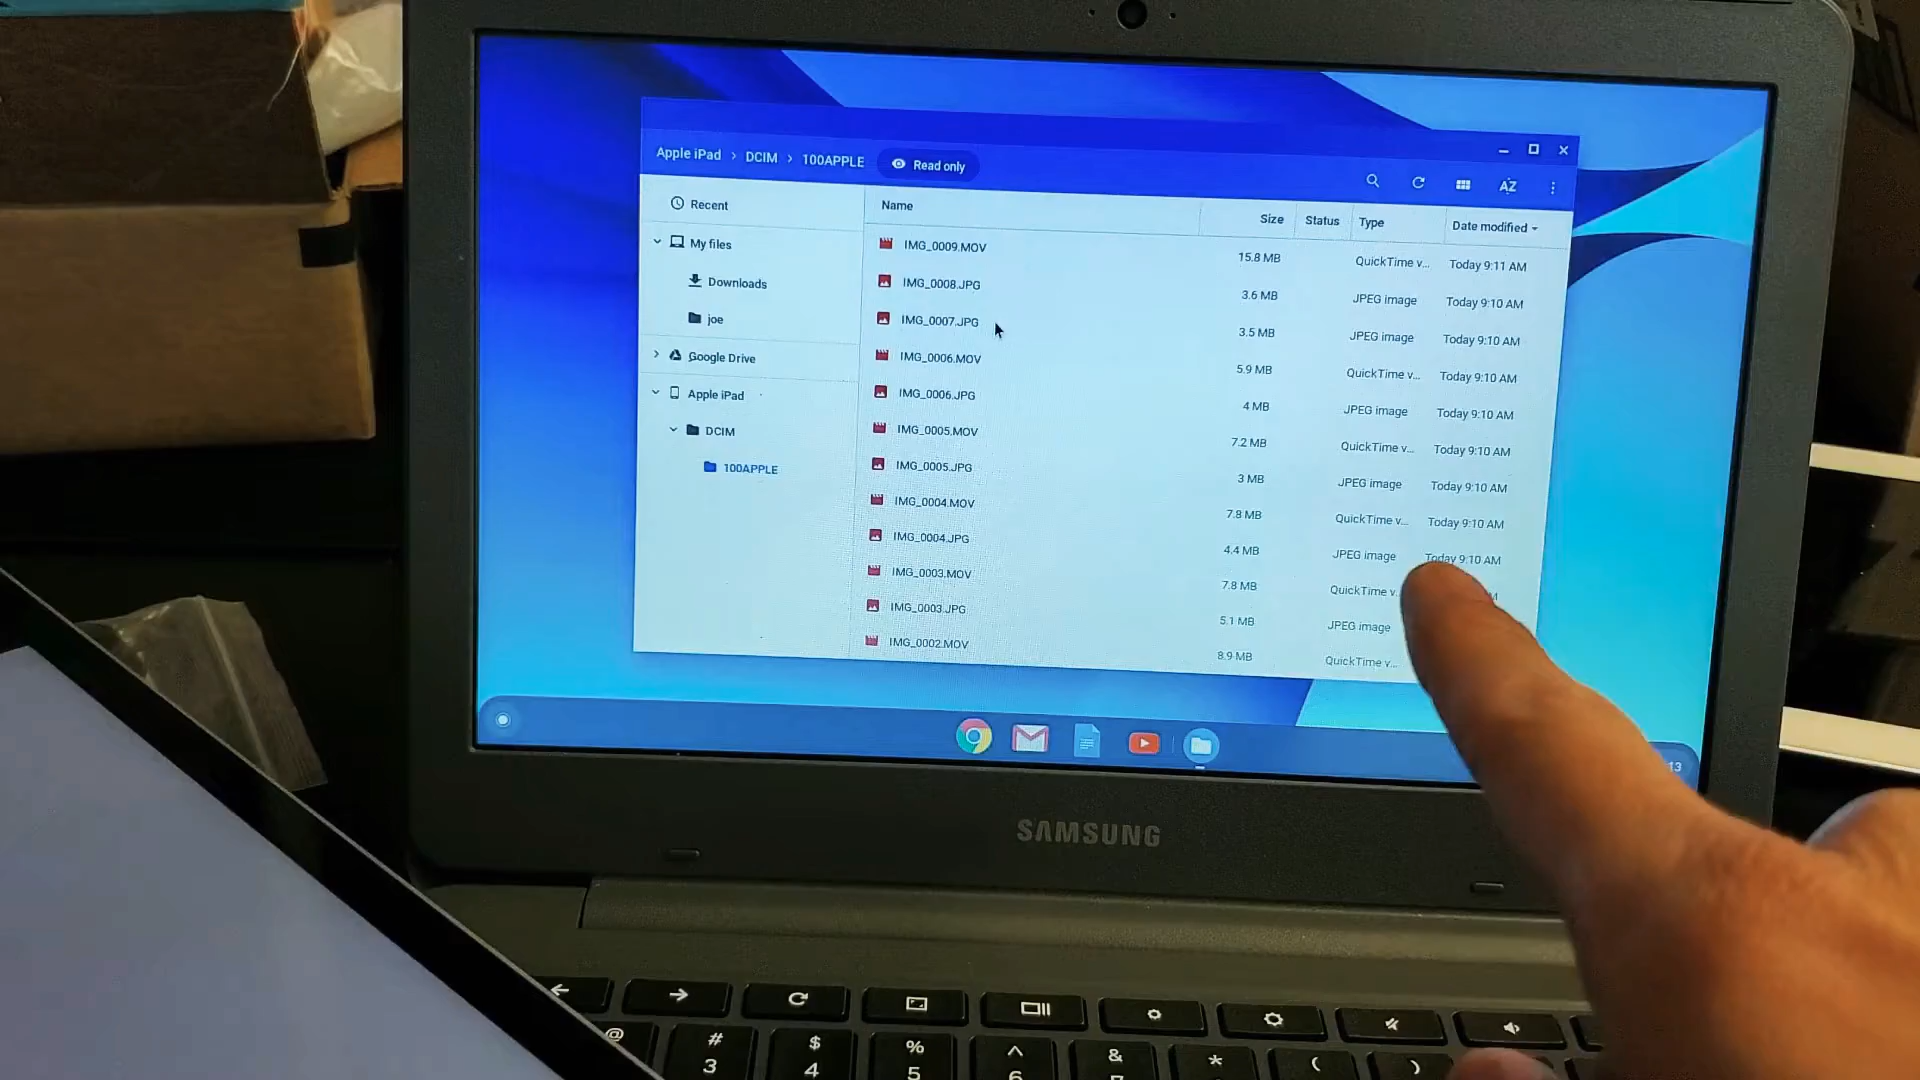 Apple iPad > DCIM > 100APPLE Read only
AZ
Recent
My files
Downloads
joe
Google Drive
Apple iPad
DCIM
100APPLE
Name Size Status Type Date modified
IMG_0009.MOV 15.8 MB QuickTime v... Today 9:11 AM
IMG_0008.JPG 3.6 MB JPEG image Today 9:10 AM
IMG_0007.JPG 3.5 MB JPEG image Today 9:10 AM
IMG_0006.MOV 5.9 MB QuickTime v... Today 9:10 AM
IMG_0006.JPG 4 MB JPEG image Today 9:10 AM
IMG_0005.MOV 7.2 MB QuickTime v... Today 9:10 AM
IMG_0005.JPG 3 MB JPEG image Today 9:10 AM
IMG_0004.MOV 7.8 MB QuickTime v... Today 9:10 AM
IMG_0004.JPG 4.4 MB JPEG image Today 9:10 AM
IMG_0003.MOV 7.8 MB QuickTime v...
IMG_0003.JPG 5.1 MB JPEG image
IMG_0002.MOV 8.9 MB QuickTime v...
13
SAMSUNG
@ # $ % ^ & * ( )
3 4 5 6